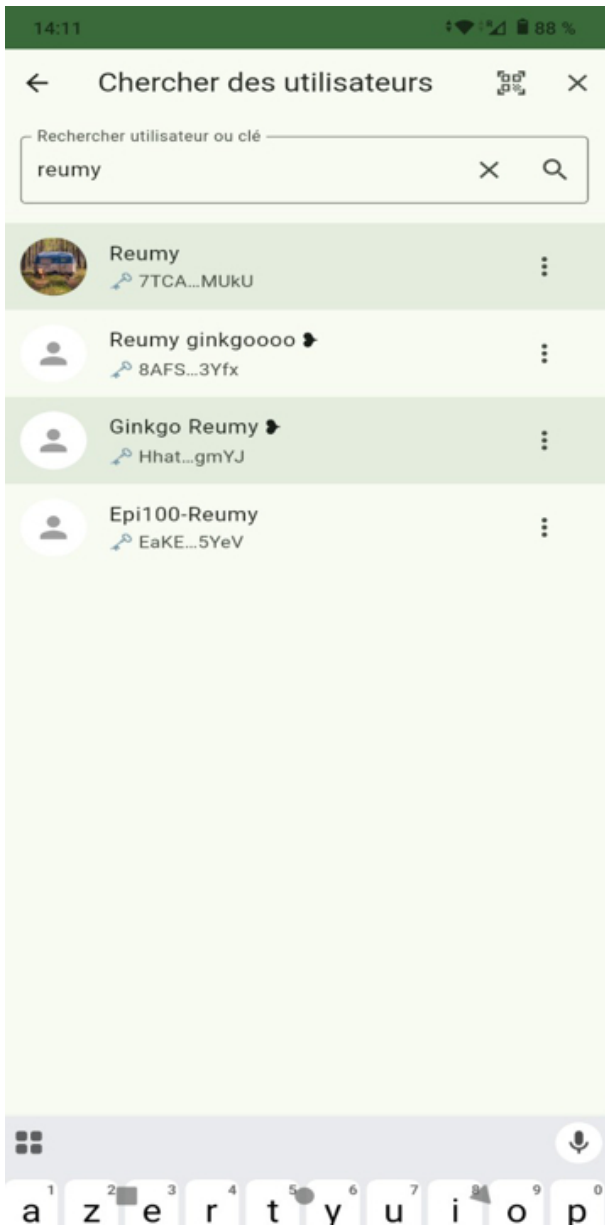 14:11 88 %
Chercher des utilisateurs
Rechercher utilisateur ou clé
reumy
Reumy
7TCA...MUkU
Reumy ginkgoooo ❥
8AFS...3Yfx
Ginkgo Reumy ❥
Hhat...gmYJ
Epi100-Reumy
EaKE...5YeV
1 2 3 4 5 6 7 8 9 0
a z e r t y u i o p